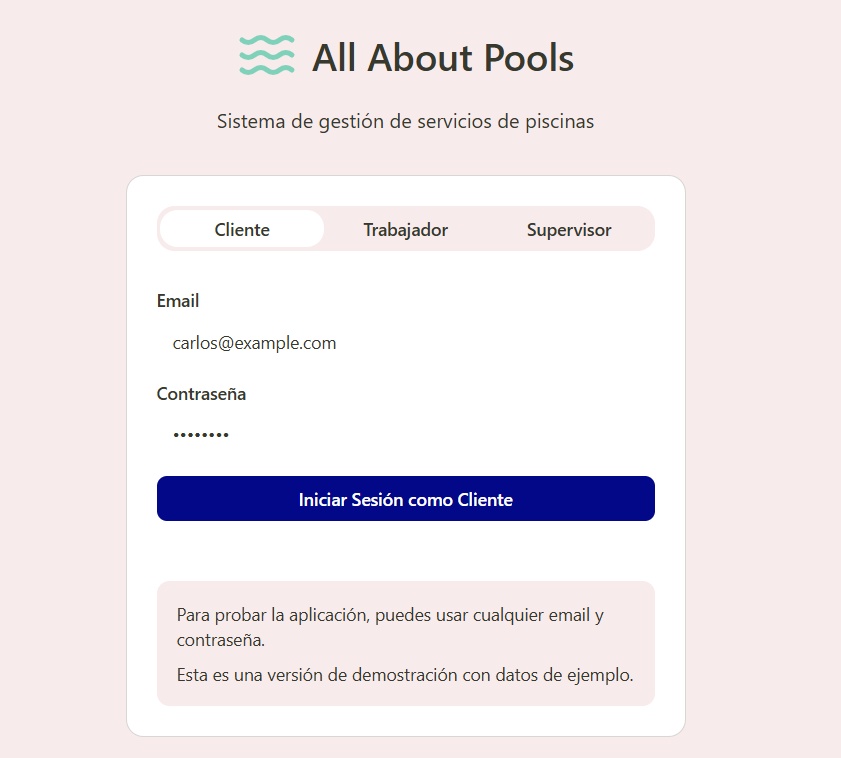 All About Pools
Sistema de gestión de servicios de piscinas
Cliente Trabajador Supervisor
Email
carlos@example.com
Contraseña
••••••••
Iniciar Sesión como Cliente
Para probar la aplicación, puedes usar cualquier email y
contraseña.
Esta es una versión de demostración con datos de ejemplo.